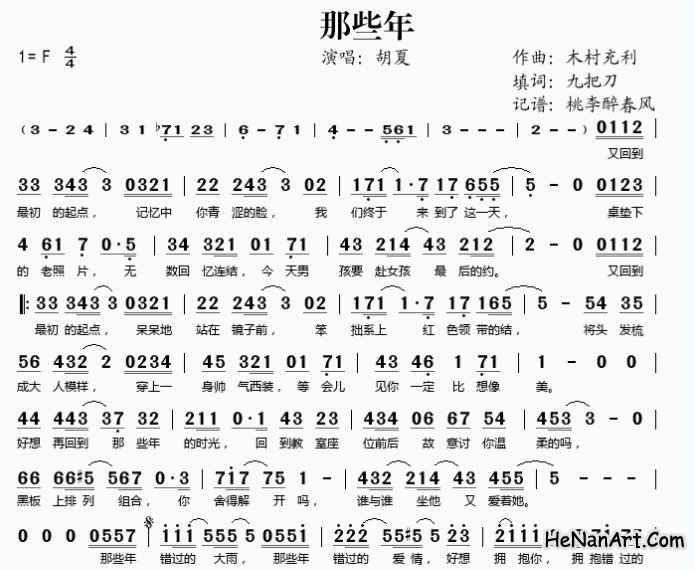 那些年
1=F 4/4 演唱：胡夏 作曲：木村充利
填词：九把刀
记谱：桃李醉春风
(3 - 2 4 | 3 1 ♭71 23 | 6 - 7 1 | 4 - - 561 | 3 - - - | 2 - - ) 0112 |
又回到
33 343 3 0321 | 22 243 3 02 | 171 1·7 17 655 | 5 - 0 0123 |
最初 的起点， 记忆中 你青 涩的脸， 我 们终于 来 到了 这一天， 桌垫下
4 61 7 0·5 | 34 321 01 71 | 43 214 43 212 | 2 - 0 0112 |
的 老照 片， 无 数回 忆连结， 今 天男 孩要 赴女孩 最 后的约。 又回到
|: 33 343 3 0321 | 22 243 3 02 | 171 1·7 17 165 | 5 - 54 35 |
最初 的起点， 呆呆地 站在 镜子前， 笨 拙系上 红 色领 带的结， 将头 发梳
56 432 2 0234 | 45 321 01 71 | 43 46 1 71 | 1 - 0 0 |
成大 人模样， 穿上一 身帅 气西装， 等 会儿 见你 一定 比 想像 美。
44 443 37 32 | 211 0·1 43 23 | 434 06 67 54 | 453 3 - 0 |
好想 再回到 那 些年 的时光， 回 到教 室座 位前后 故 意讨 你温 柔的吗，
66 66#5 567 0·3 | 717 75 1 - | 432 214 43 455 | 5 - - - |
黑板 上排列 组合， 你 舍得解 开吗， 谁与谁 坐他 又 爱着她。
0 0 0 0557 | 111 555 5 0551 | 222 55#5 5 23 | 2111
那些年 错过的 大雨， 那些年 错过的 爱 情， 好想 拥 抱你， 拥 抱错过 的
HeNanArt.Com